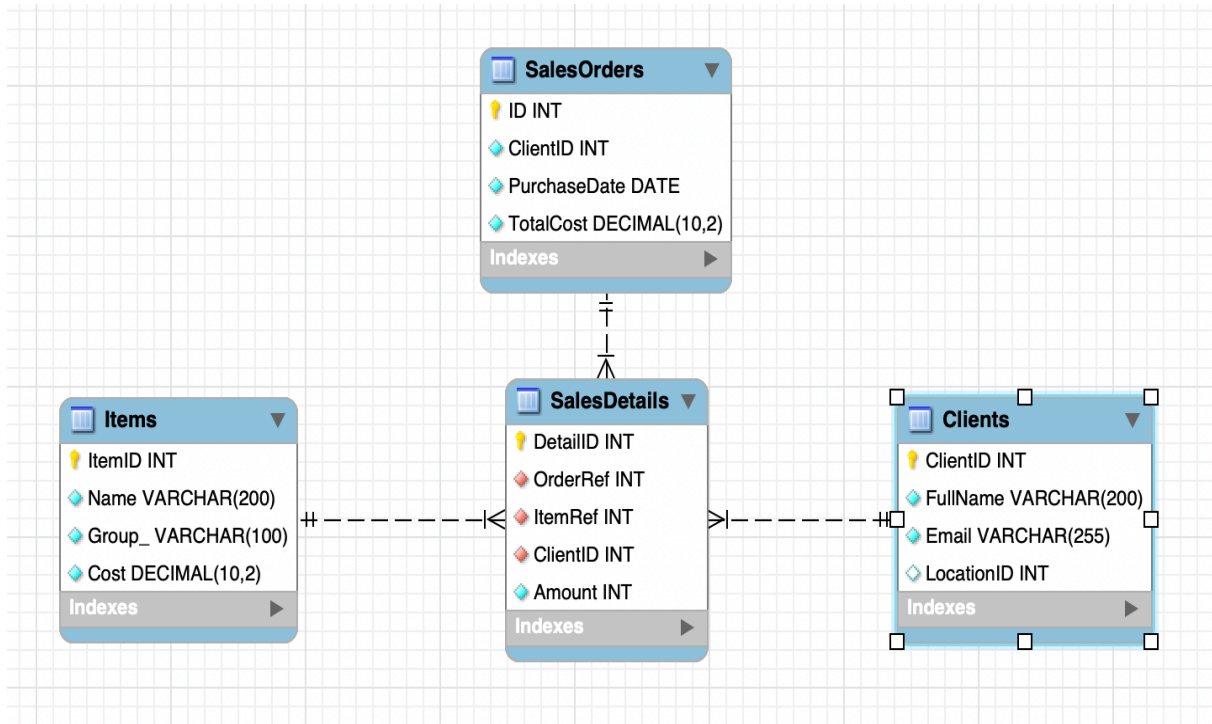 SalesOrders
ID INT
ClientID INT
PurchaseDate DATE
TotalCost DECIMAL(10,2)
Indexes
Items
ItemID INT
Name VARCHAR(200)
Group_ VARCHAR(100)
Cost DECIMAL(10,2)
Indexes
SalesDetails
DetailID INT
OrderRef INT
ItemRef INT
ClientID INT
Amount INT
Indexes
Clients
ClientID INT
FullName VARCHAR(200)
Email VARCHAR(255)
LocationID INT
Indexes